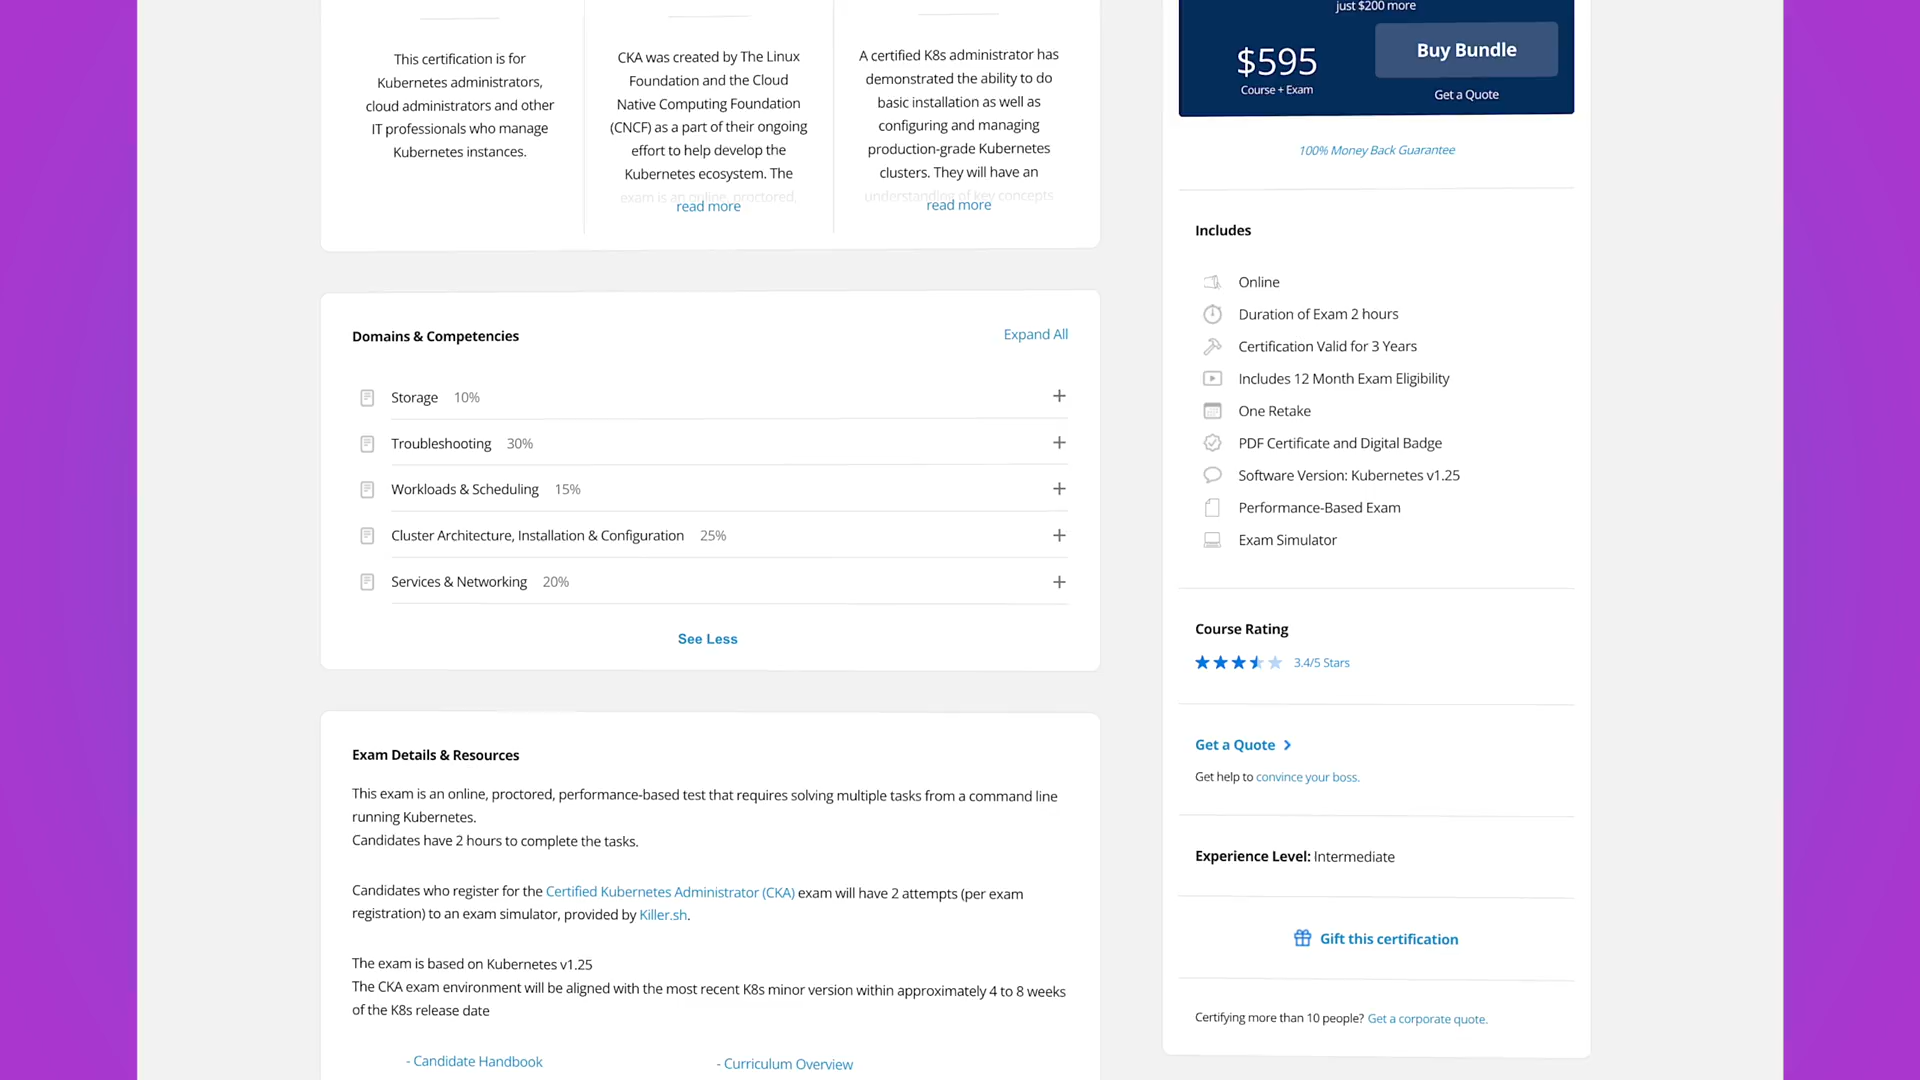 This certification is for
Kubernetes administrators,
cloud administrators and other
IT professionals who manage
Kubernetes instances.
CKA was created by The Linux
Foundation and the Cloud
Native Computing Foundation
(CNCF) as a part of their ongoing
effort to help develop the
Kubernetes ecosystem. The
exam is an online, proctored,
read more
A certified K8s administrator has
demonstrated the ability to do
basic installation as well as
configuring and managing
production-grade Kubernetes
clusters. They will have an
understanding of key concepts
read more
Domains & Competencies
Expand All
Storage 10%
Troubleshooting 30%
Workloads & Scheduling 15%
Cluster Architecture, Installation & Configuration 25%
Services & Networking 20%
See Less
Exam Details & Resources
This exam is an online, proctored, performance-based test that requires solving multiple tasks from a command line
running Kubernetes.
Candidates have 2 hours to complete the tasks.
Candidates who register for the Certified Kubernetes Administrator (CKA) exam will have 2 attempts (per exam
registration) to an exam simulator, provided by Killer.sh.
The exam is based on Kubernetes v1.25
The CKA exam environment will be aligned with the most recent K8s minor version within approximately 4 to 8 weeks
of the K8s release date
- Candidate Handbook
- Curriculum Overview
just $200 more
$595
Course + Exam
Buy Bundle
Get a Quote
100% Money Back Guarantee
Includes
Online
Duration of Exam 2 hours
Certification Valid for 3 Years
Includes 12 Month Exam Eligibility
One Retake
PDF Certificate and Digital Badge
Software Version: Kubernetes v1.25
Performance-Based Exam
Exam Simulator
Course Rating
3.4/5 Stars
Get a Quote
Get help to convince your boss.
Experience Level: Intermediate
Gift this certification
Certifying more than 10 people? Get a corporate quote.